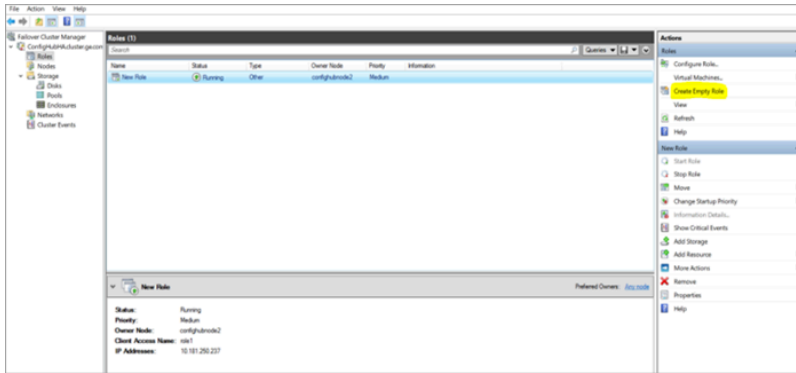 File Action View Help
Failover Cluster Manager
Roles
Nodes
Storage
Disks
Pools
Enclosures
Networks
Cluster Events
Roles (1)
Search
Queries
Name Status Type Owner Node Priority Information
New Role Running Other confighubnode2 Medium
New Role
Preferred Owners: Any node
Status: Running
Priority: Medium
Owner Node: confighubnode2
Client Access Name: role1
IP Addresses: 10.181.250.237
Actions
Roles
Configure Role...
Virtual Machines...
Create Empty Role
View
Refresh
Help
New Role
Start Role
Stop Role
Move
Change Startup Priority
Information Details...
Show Critical Events
Add Storage
Add Resource
More Actions
Remove
Properties
Help